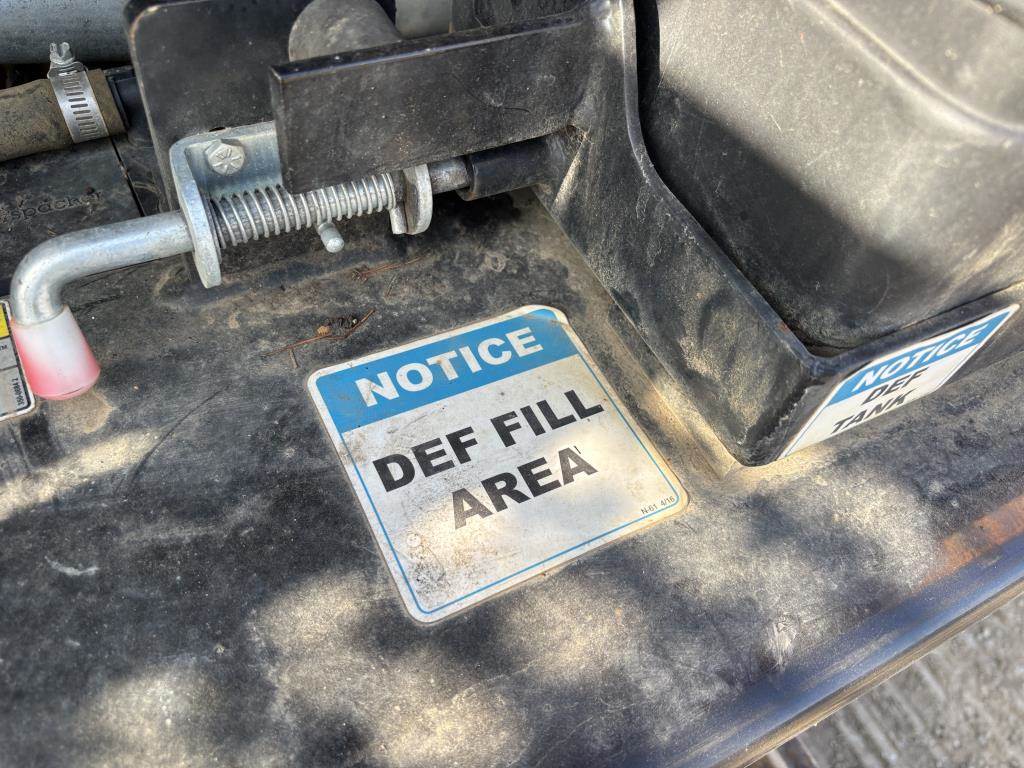 NOTICE
DEF FILL
AREA
N-61 4/16
NOTICE
DEF
TANK